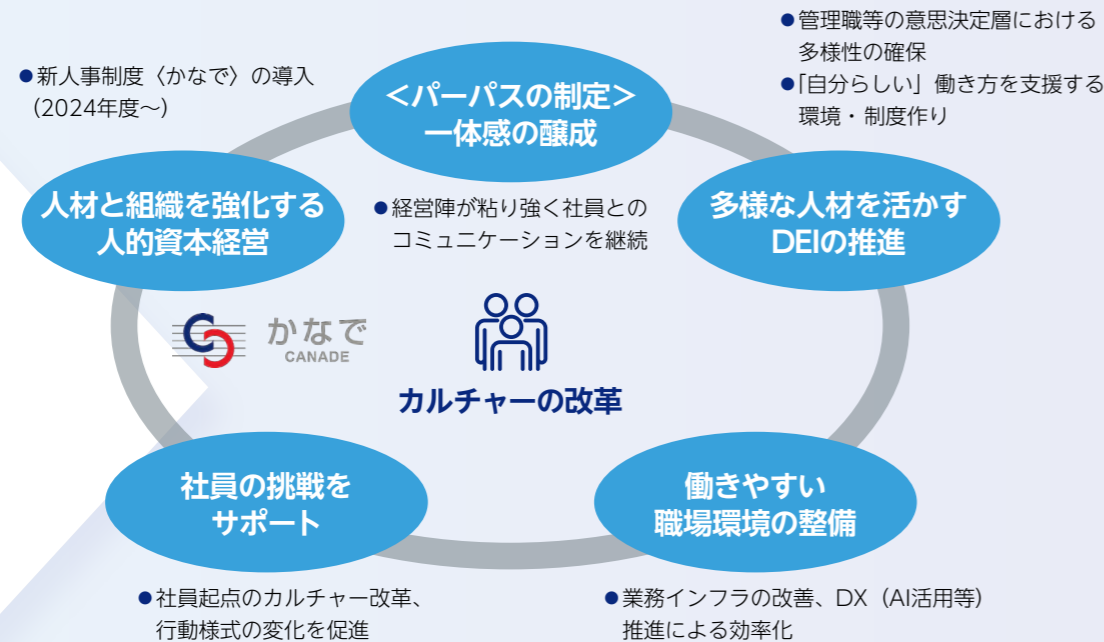 ●新人事制度〈かなで〉の導入
(2024年度〜)
＜パーパスの制定＞
一体感の醸成
●管理職等の意思決定層における
多様性の確保
●「自分らしい」働き方を支援する
環境・制度作り
人材と組織を強化する
人的資本経営
●経営陣が粘り強く社員との
コミュニケーションを継続
多様な人材を活かす
DEIの推進
かなで
CANADE
カルチャーの改革
社員の挑戦を
サポート
働きやすい
職場環境の整備
●社員起点のカルチャー改革、
行動様式の変化を促進
●業務インフラの改善、DX（AI活用等）
推進による効率化